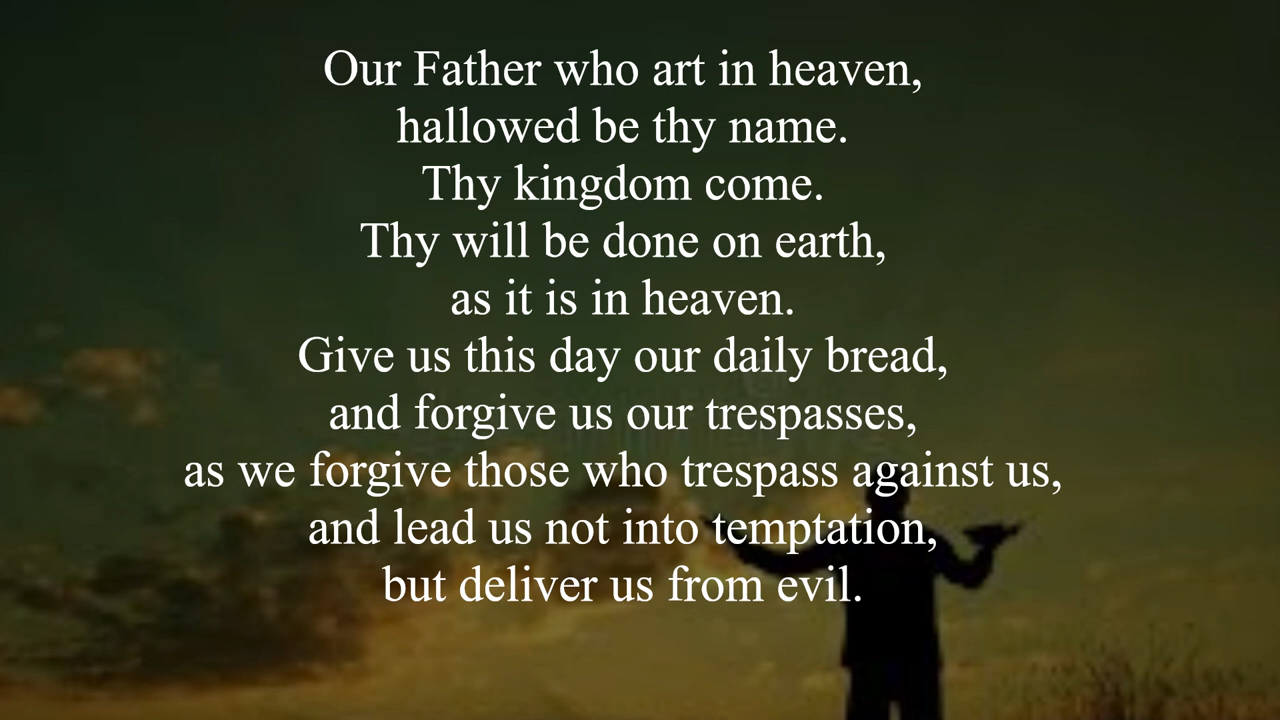 Our Father who art in heaven,
hallowed be thy name.
Thy kingdom come.
Thy will be done on earth,
as it is in heaven.
Give us this day our daily bread,
and forgive us our trespasses,
as we forgive those who trespass against us,
and lead us not into temptation,
but deliver us from evil.